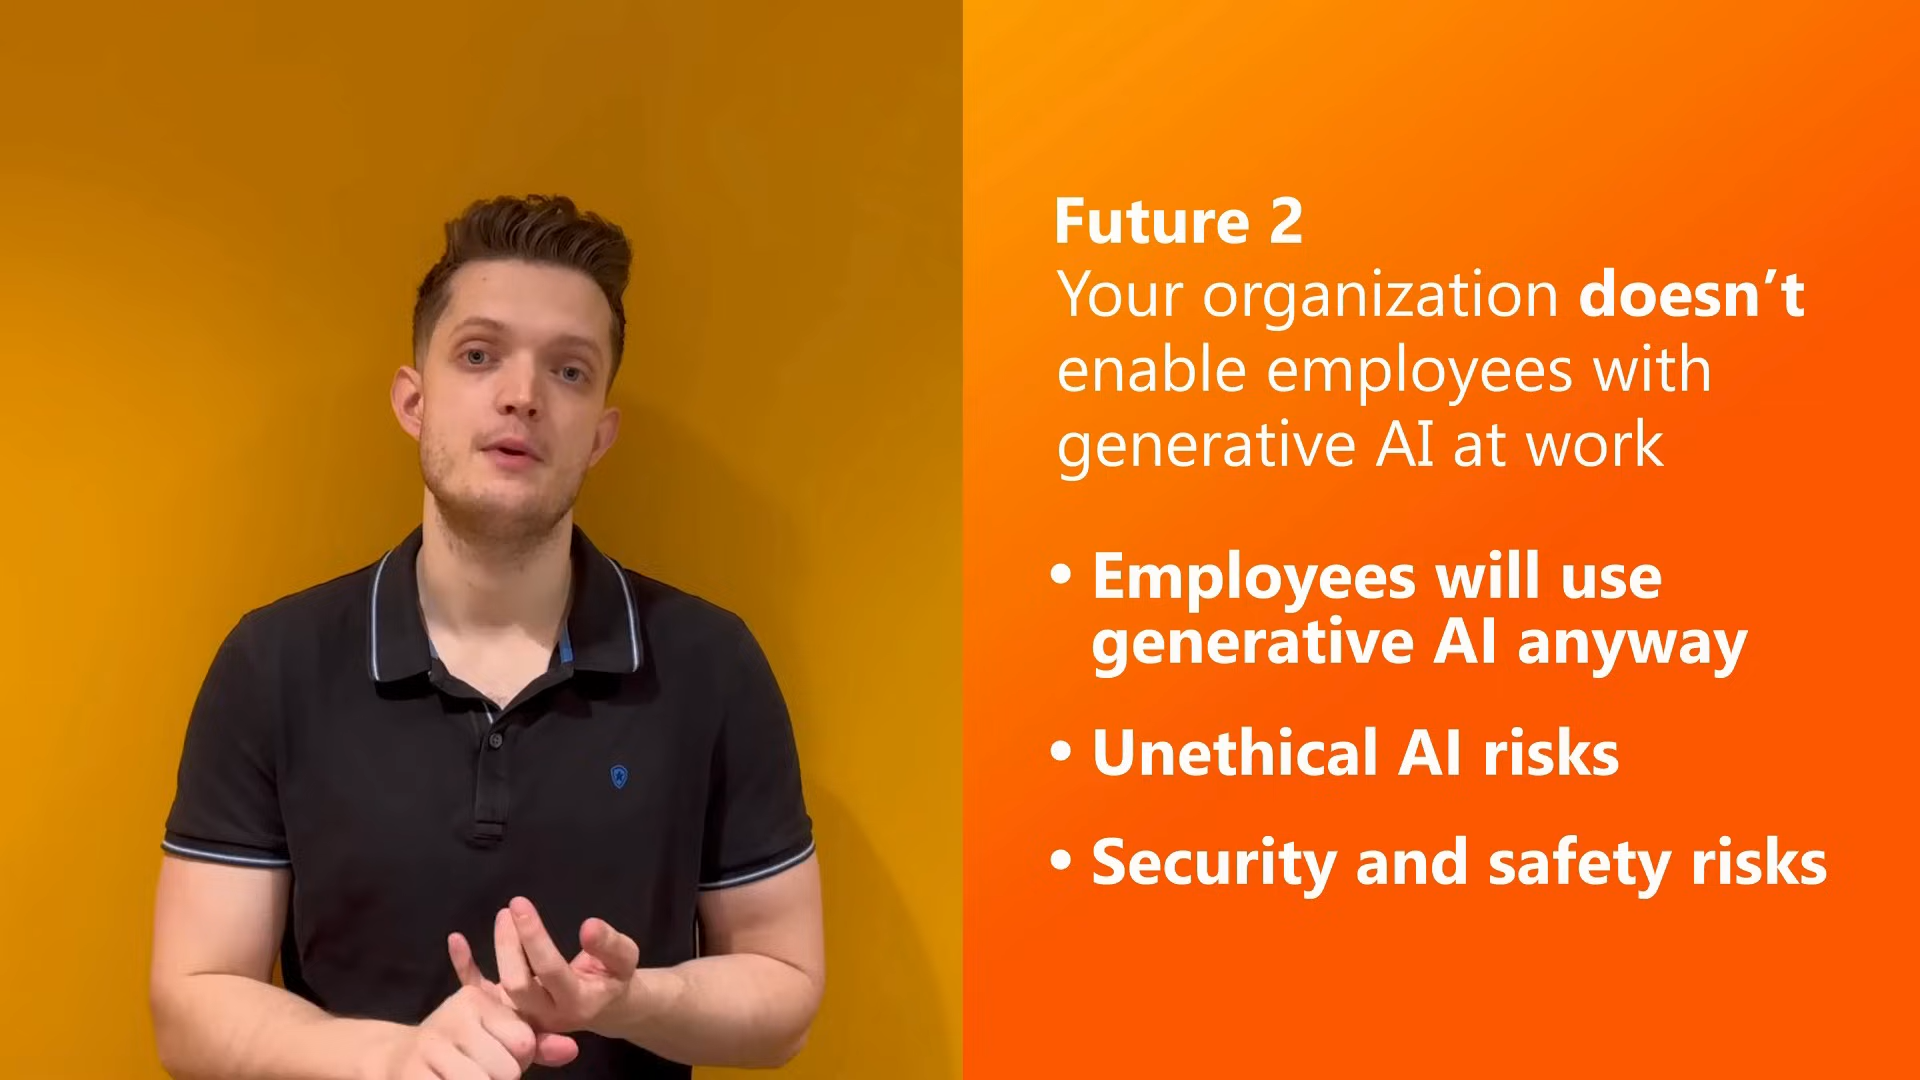 Future 2
Your organization doesn’t
enable employees with
generative AI at work
• Employees will use
generative AI anyway
• Unethical AI risks
• Security and safety risks